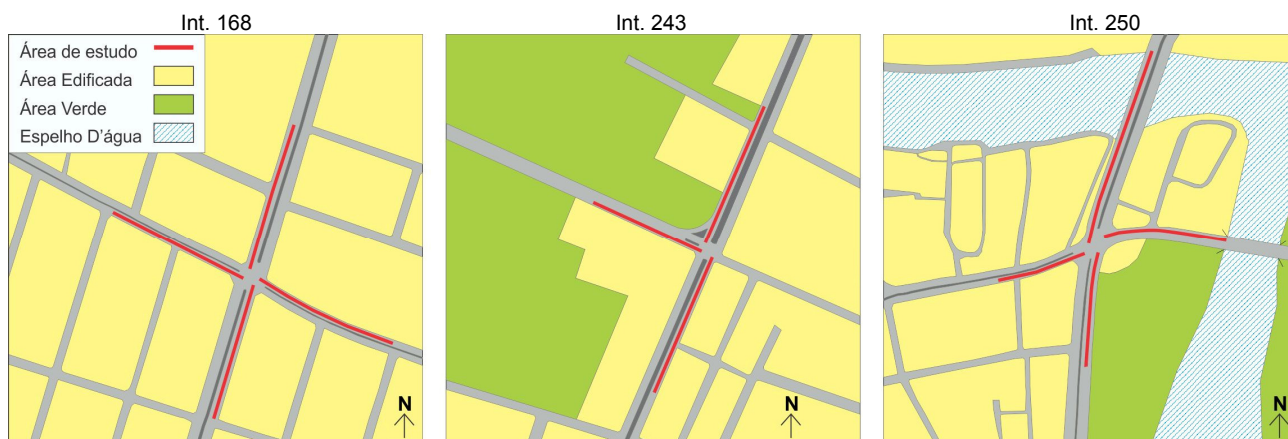 Int. 168
Int. 243
Int. 250
Área de estudo
Área Edificada
Área Verde
Espelho D'água
N
N
N